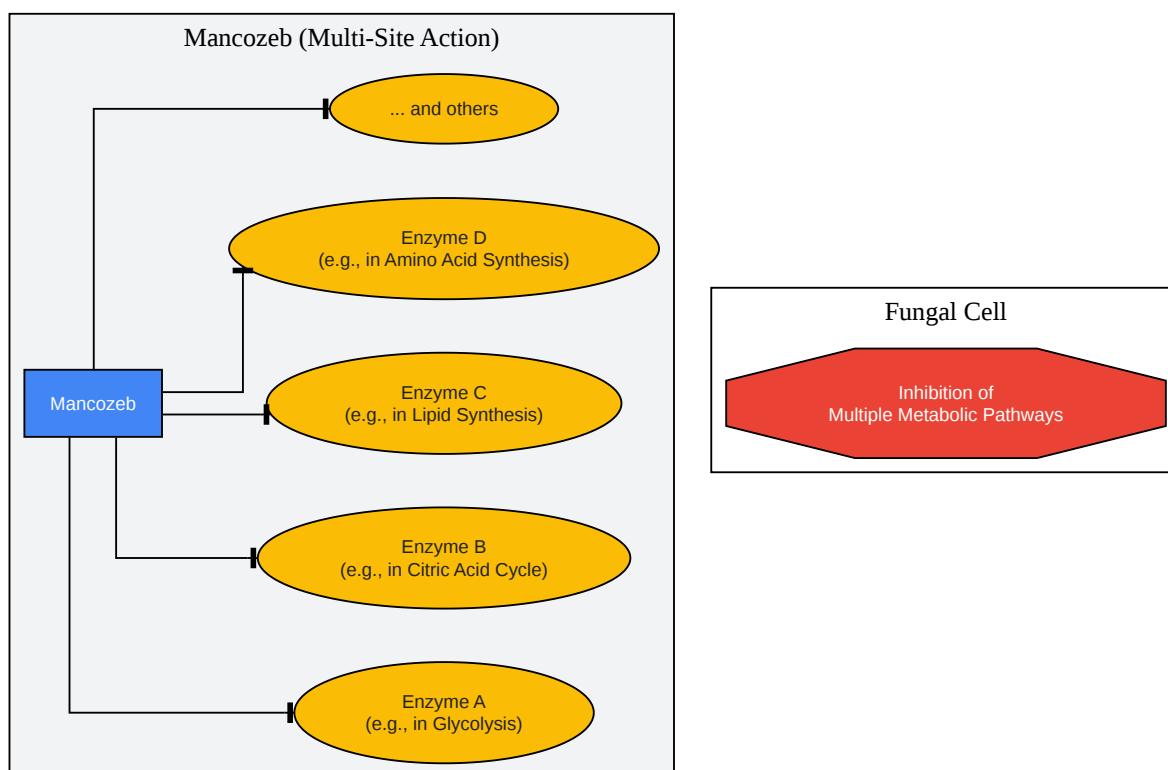 Mancozeb (Multi-Site Action)
... and others
Enzyme D
(e.g., in Amino Acid Synthesis)
Mancozeb
Enzyme C
(e.g., in Lipid Synthesis)
Enzyme B
(e.g., in Citric Acid Cycle)
Enzyme A
(e.g., in Glycolysis)
Fungal Cell
Inhibition of
Multiple Metabolic Pathways